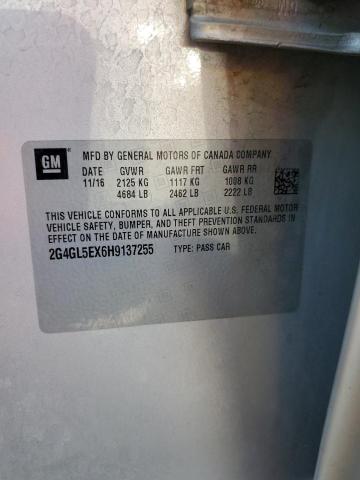 GM
MFD BY GENERAL MOTORS OF CANADA COMPANY
DATE GVWR GAWR FRT GAWR RR
11/16 2125 KG 1117 KG 1008 KG
4684 LB 2462 LB 2222 LB
THIS VEHICLE CONFORMS TO ALL APPLICABLE U.S. FEDERAL MOTOR
VEHICLE SAFETY, BUMPER, AND THEFT PREVENTION STANDARDS IN
EFFECT ON THE DATE OF MANUFACTURE SHOWN ABOVE.
2G4GL5EX6H9137255 TYPE: PASS CAR